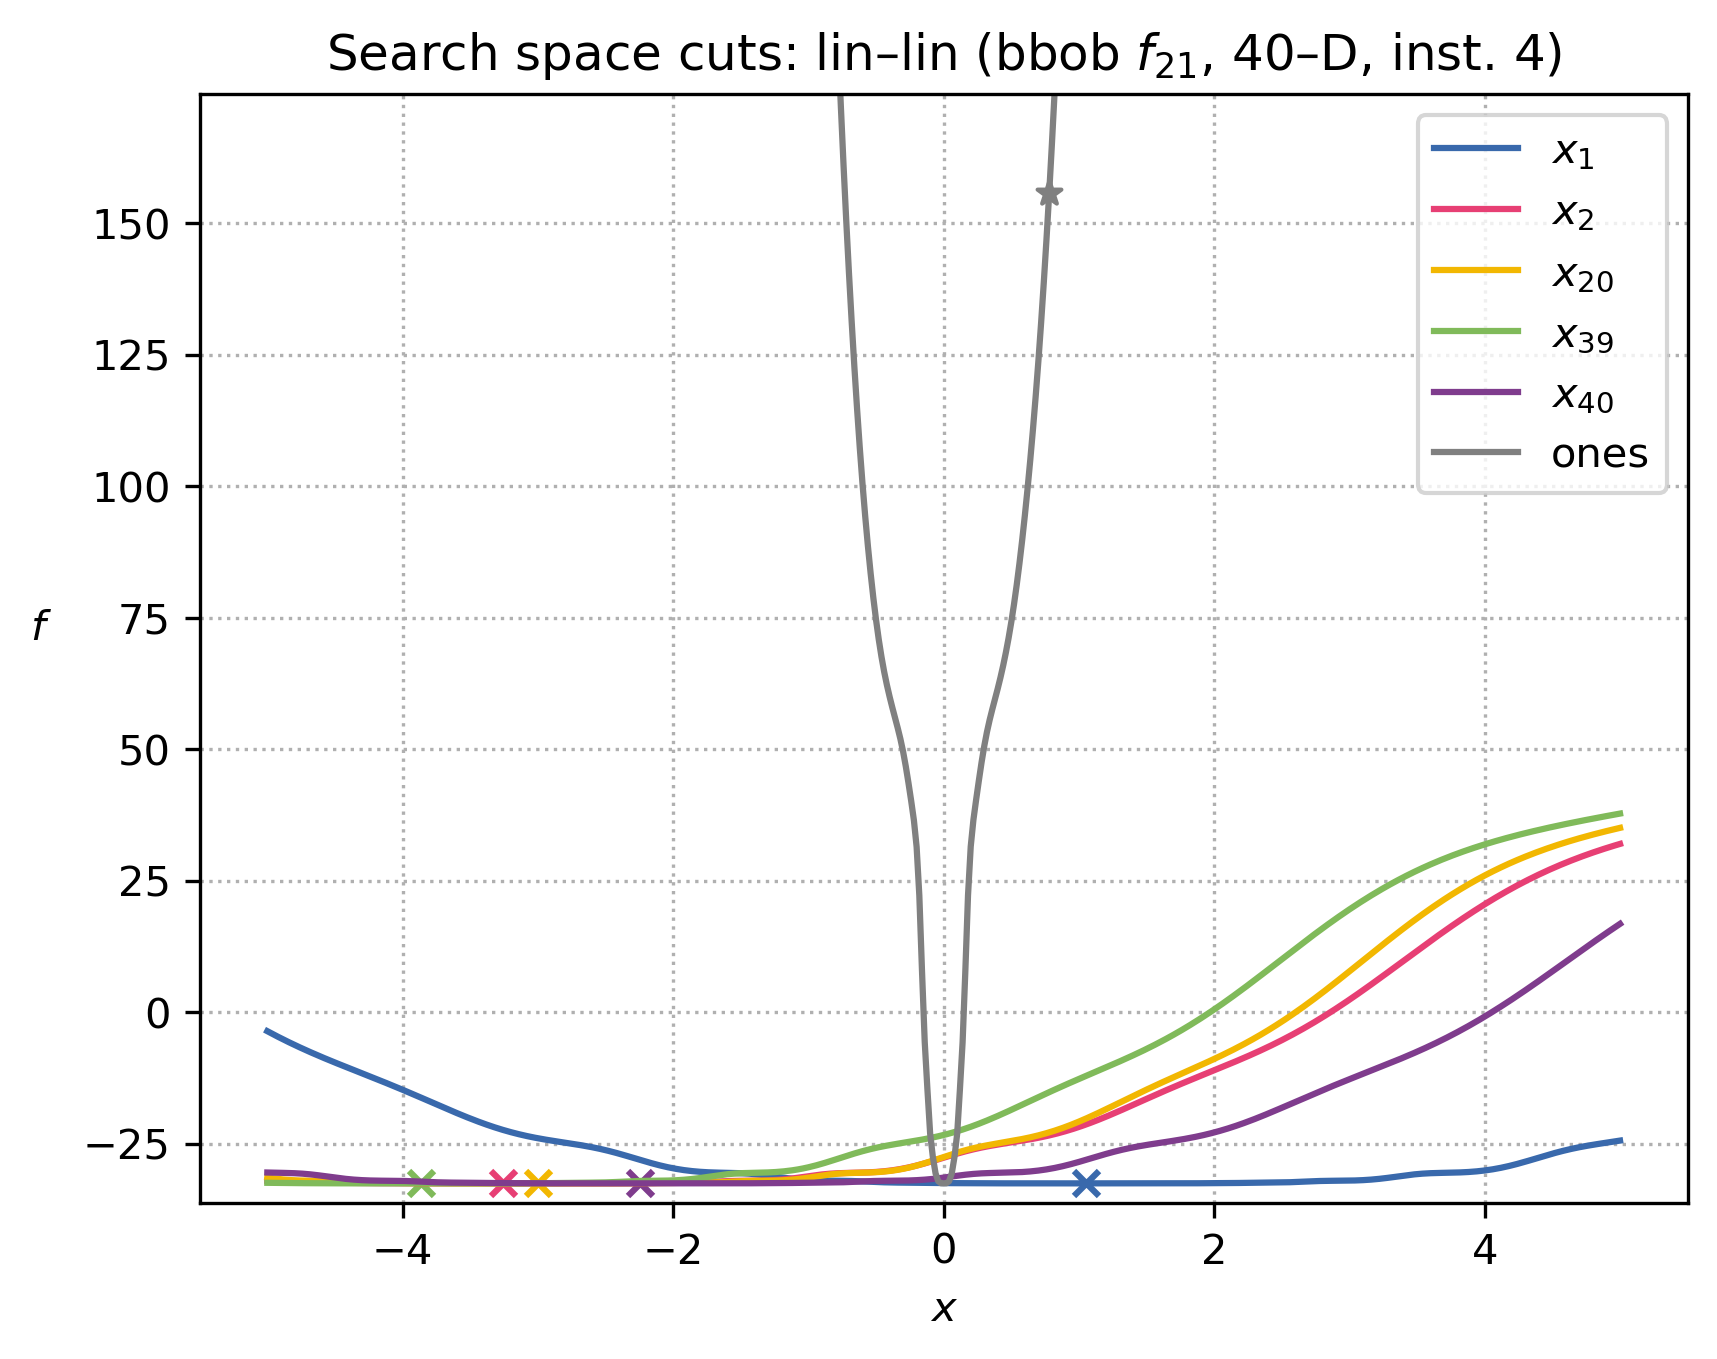 Search space cuts: lin–lin (bbob f21, 40–D, inst. 4)
x1
x2
x20
x39
x40
ones
150
125
100
75
50
25
0
−25
f
−4 −2 0 2 4
x